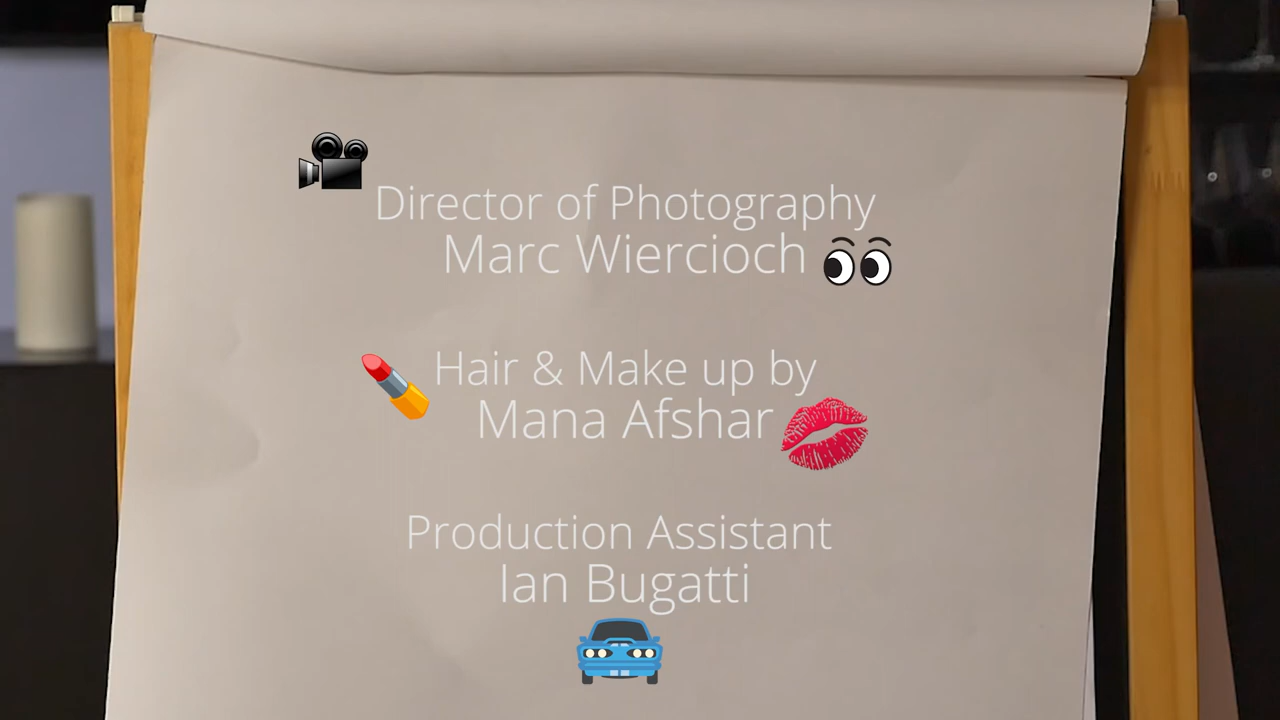 Director of Photography
Marc Wiercioch
Hair & Make up by
Mana Afshar
Production Assistant
Ian Bugatti